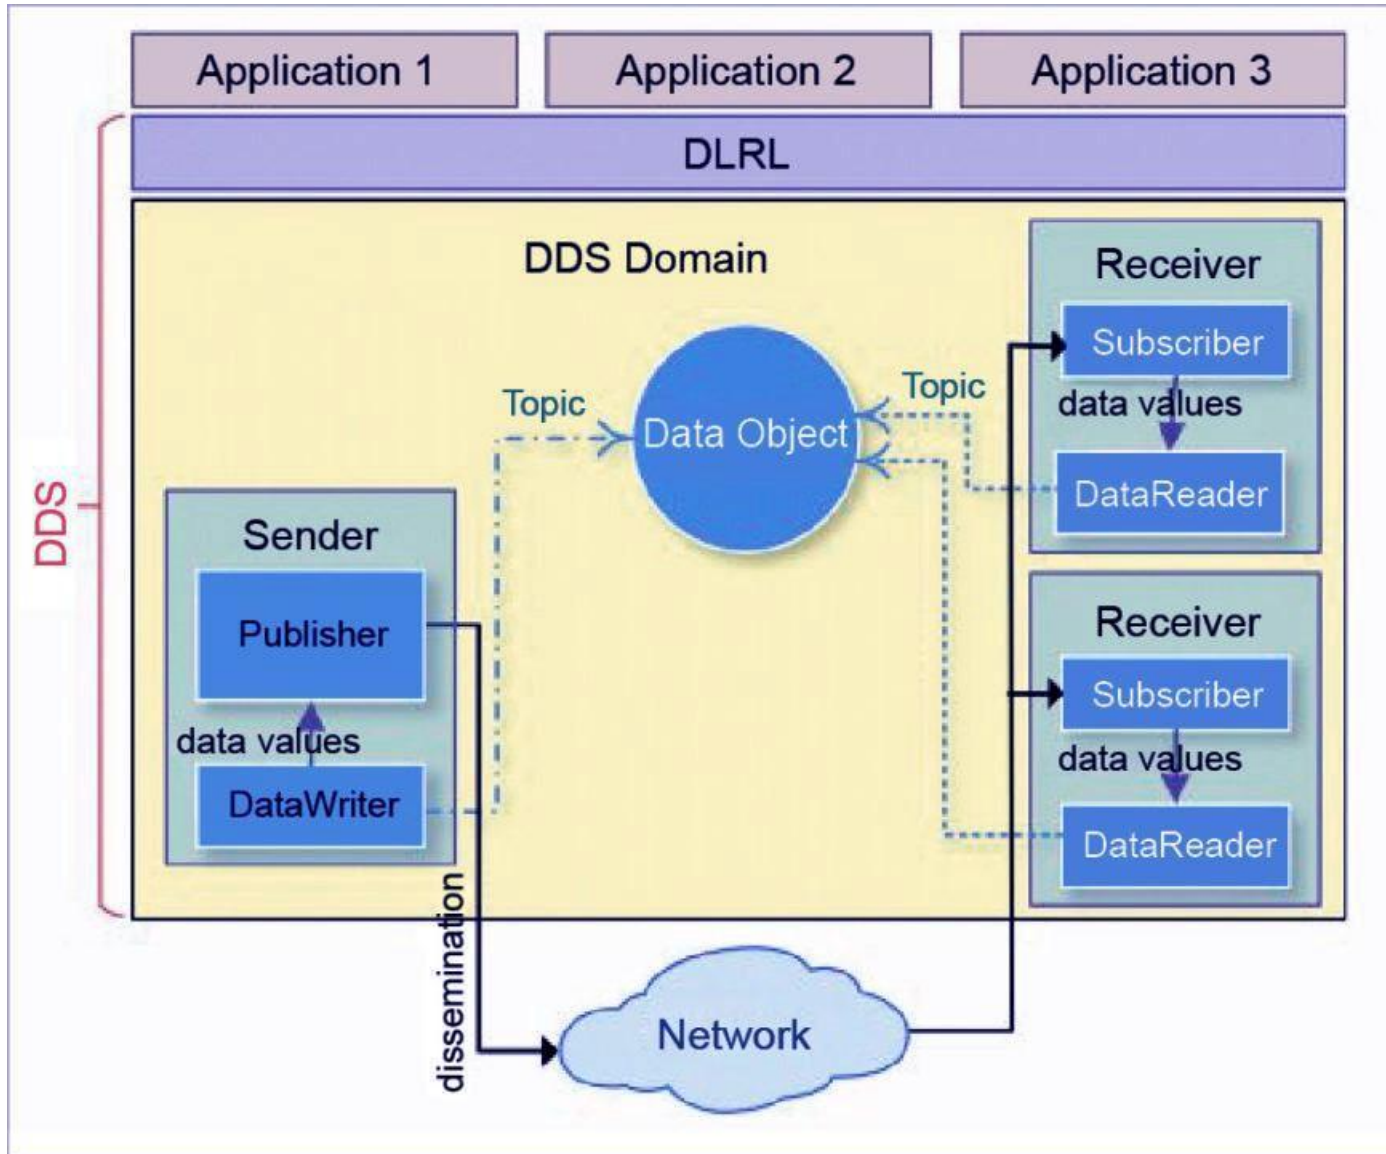 Application 1
Application 2
Application 3
DLRL
DDS Domain
DDS
Topic
Data Object
Topic
Receiver
Subscriber
data values
DataReader
Sender
Publisher
data values
DataWriter
Receiver
Subscriber
data values
DataReader
dissemination
Network